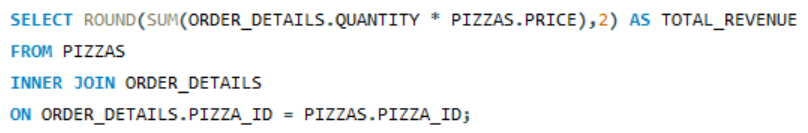 SELECT ROUND(SUM(ORDER_DETAILS.QUANTITY * PIZZAS.PRICE),2) AS TOTAL_REVENUE
FROM PIZZAS
INNER JOIN ORDER_DETAILS
ON ORDER_DETAILS.PIZZA_ID = PIZZAS.PIZZA_ID;